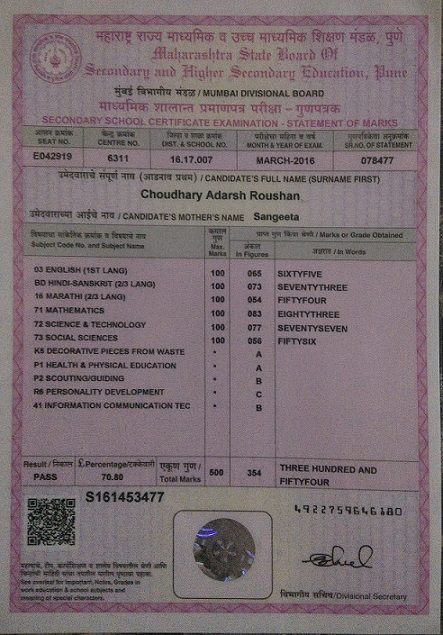 महाराष्ट्र राज्य माध्यमिक व उच्च माध्यमिक शिक्षण मंडळ, पुणे
Maharashtra State Board Of
Secondary and Higher Secondary Education, Pune
मुंबई विभागीय मंडळ / MUMBAI DIVISIONAL BOARD
माध्यमिक शालान्त प्रमाणपत्र परीक्षा - गुणपत्रक
SECONDARY SCHOOL CERTIFICATE EXAMINATION - STATEMENT OF MARKS
आसन क्रमांक केंद्र क्रमांक जिल्हा व शाळा क्रमांक परीक्षेचा महिना व वर्ष गुणपत्रिकेचा अनुक्रमांक
SEAT NO. CENTRE NO. DIST. & SCHOOL NO. MONTH & YEAR OF EXAM. SR.NO. OF STATEMENT
E042919 6311 16.17.007 MARCH-2016 078477
उमेदवाराचे संपूर्ण नाव (आडनाव प्रथम) / CANDIDATE'S FULL NAME (SURNAME FIRST)
Choudhary Adarsh Roushan
उमेदवाराच्या आईचे नाव / CANDIDATE'S MOTHER'S NAME Sangeeta
विषयाचा सांकेतिक क्रमांक व विषयाचे नाव कमाल गुण प्राप्त गुण किंवा श्रेणी / Marks or Grade Obtained
Subject Code No. and Subject Name Max. Marks अंकात In Figures अक्षरात / In Words
03 ENGLISH (1ST LANG) 100 065 SIXTYFIVE
BD HINDI-SANSKRIT (2/3 LANG) 100 073 SEVENTYTHREE
16 MARATHI (2/3 LANG) 100 054 FIFTYFOUR
71 MATHEMATICS 100 083 EIGHTYTHREE
72 SCIENCE & TECHNOLOGY 100 077 SEVENTYSEVEN
73 SOCIAL SCIENCES 100 056 FIFTYSIX
K5 DECORATIVE PIECES FROM WASTE * A
P1 HEALTH & PHYSICAL EDUCATION * A
P2 SCOUTING/GUIDING * B
R6 PERSONALITY DEVELOPMENT * C
41 INFORMATION COMMUNICATION TEC * B
Result / निकाल £ Percentage/टक्केवारी एकूण गुण / Total Marks 500 354 THREE HUNDRED AND
PASS 70.80 FIFTYFOUR
S161453477
4922759646180
See overleaf for Important. Notes, Grades in
work education & school subjects and
meaning of special characters.
विभागीय सचिव/Divisional Secretary